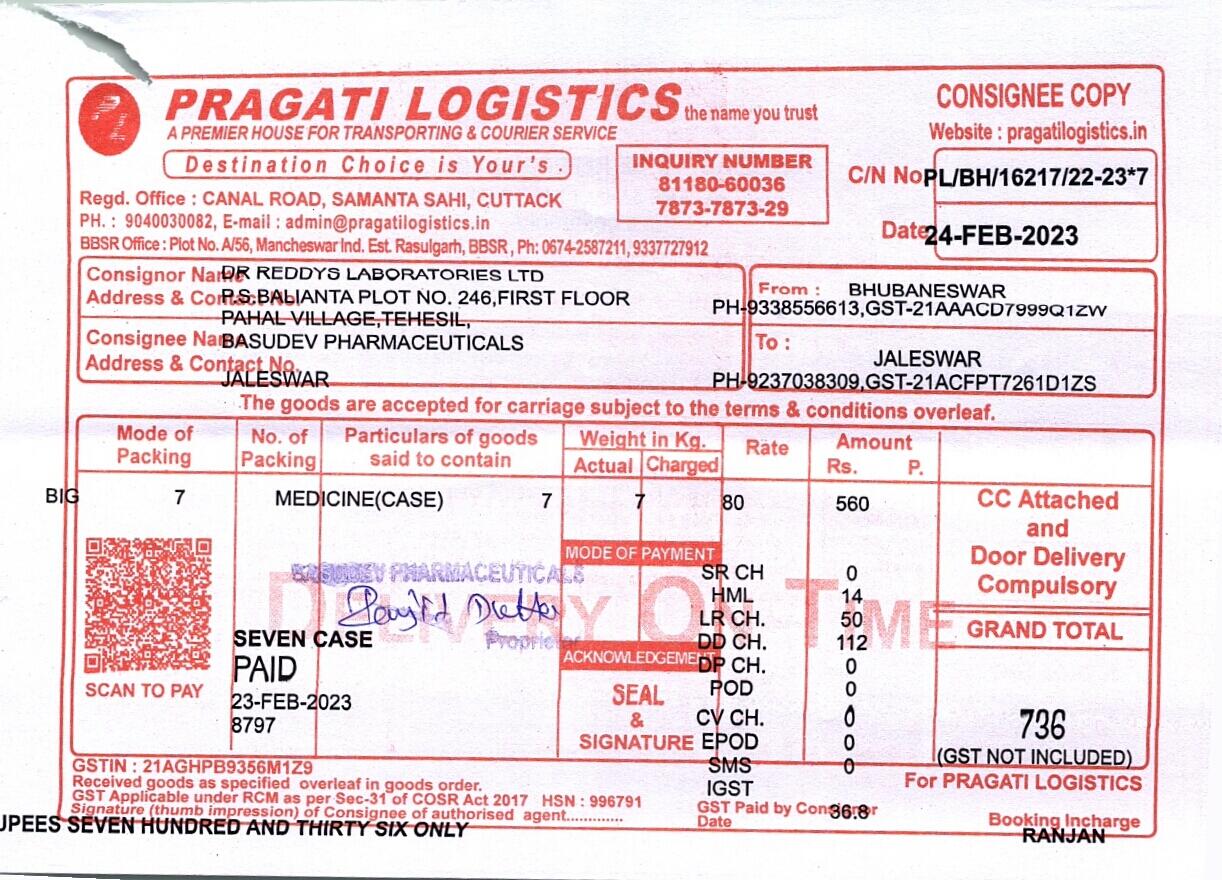 PRAGATI LOGISTICS the name you trust
A PREMIER HOUSE FOR TRANSPORTING & COURIER SERVICE
Destination Choice is Your's .
CONSIGNEE COPY
Website : pragatilogistics.in
INQUIRY NUMBER
81180-60036
7873-7873-29
C/N No PL/BH/16217/22-23*7
Date 24-FEB-2023
Regd. Office : CANAL ROAD, SAMANTA SAHI, CUTTACK
PH. : 9040030082, E-mail : admin@pragatilogistics.in
BBSR Office : Plot No. A/56, Mancheswar Ind. Est. Rasulgarh, BBSR , Ph: 0674-2587211, 9337727912
Consignor Name DR REDDYS LABORATORIES LTD
Address & Contact No. P.S.BALIANTA PLOT NO. 246,FIRST FLOOR
PAHAL VILLAGE,TEHESIL,
From : BHUBANESWAR
PH-9338556613,GST-21AAACD7999Q1ZW
Consignee Name BASUDEV PHARMACEUTICALS
Address & Contact No.
JALESWAR
To :
JALESWAR
PH-9237038309,GST-21ACFPT7261D1ZS
The goods are accepted for carriage subject to the terms & conditions overleaf.
Mode of Packing No. of Packing Particulars of goods said to contain Weight in Kg. Actual Charged Rate Amount Rs. P.
BIG 7 MEDICINE(CASE) 7 7 80 560
CC Attached
and
Door Delivery
Compulsory
GRAND TOTAL
736
(GST NOT INCLUDED)
DELIVERY ON TIME
MODE OF PAYMENT
SR CH 0
HML 14
LR CH. 50
DD CH. 112
DP CH. 0
POD 0
CV CH. 0
EPOD 0
SMS 0
IGST
BASUDEV PHARMACEUTICALS
Proprietor
ACKNOWLEDGEMENT
SEAL
&
SIGNATURE
SCAN TO PAY
SEVEN CASE
PAID
23-FEB-2023
8797
GSTIN : 21AGHPB9356M1Z9
Received goods as specified overleaf in goods order.
GST Applicable under RCM as per Sec-31 of COSR Act 2017 HSN : 996791
Signature (thumb impression) of Consignee of authorised agent.............
GST Paid by Consignor
Date 36.8
For PRAGATI LOGISTICS
Booking Incharge
RANJAN
UPEES SEVEN HUNDRED AND THIRTY SIX ONLY